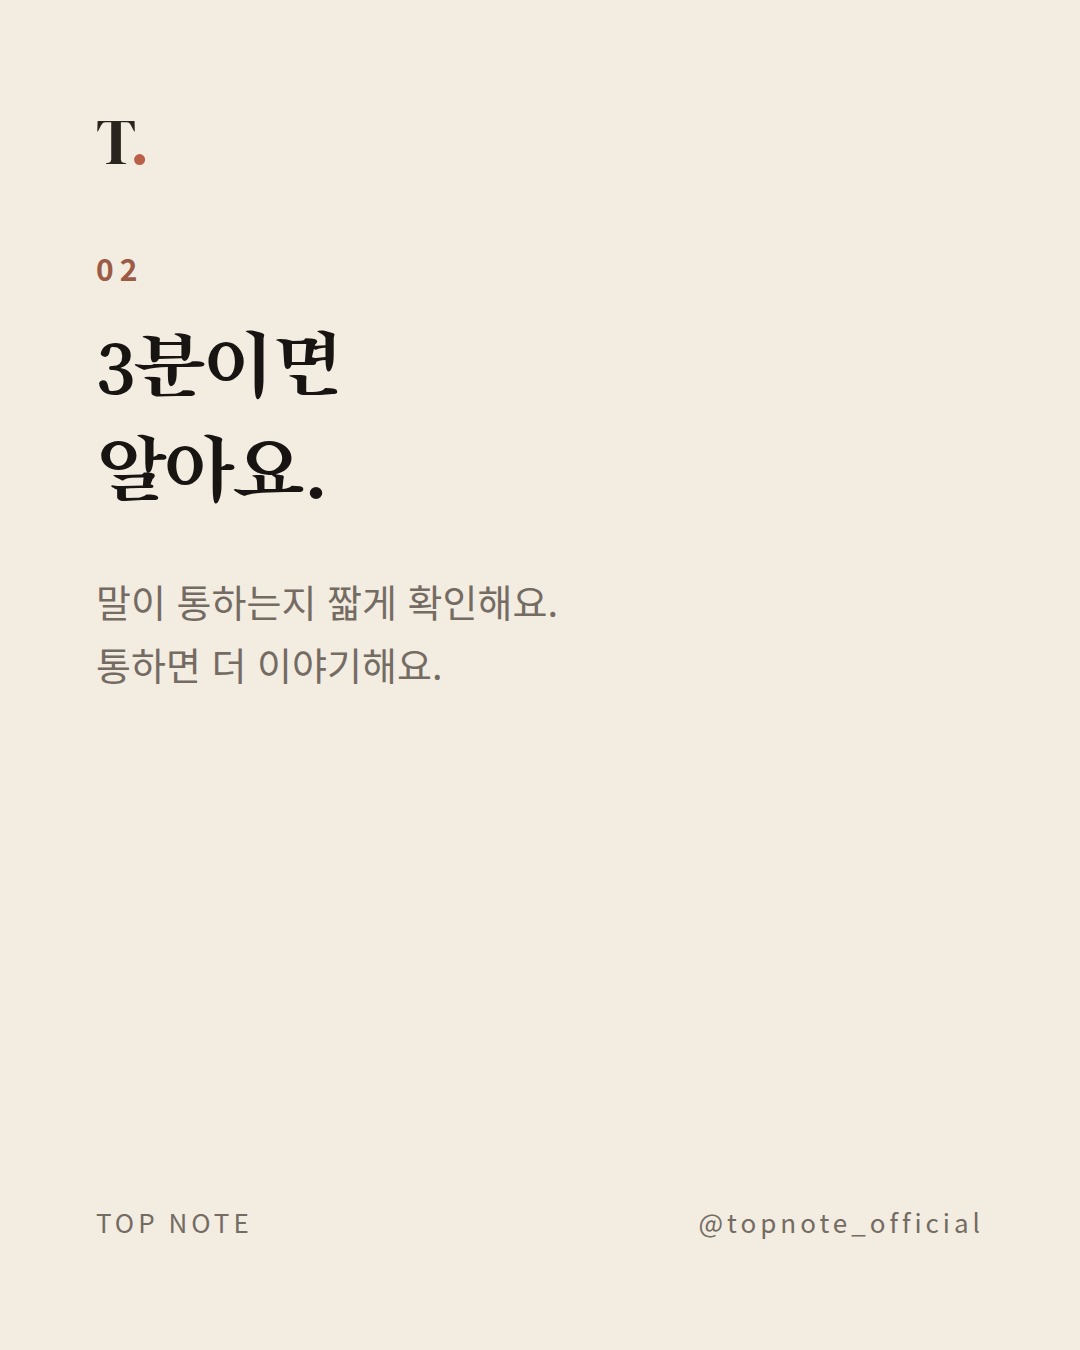 T.
02
3분이면
알아요.
말이 통하는지 짧게 확인해요.
통하면 더 이야기해요.
TOP NOTE
@topnote_official